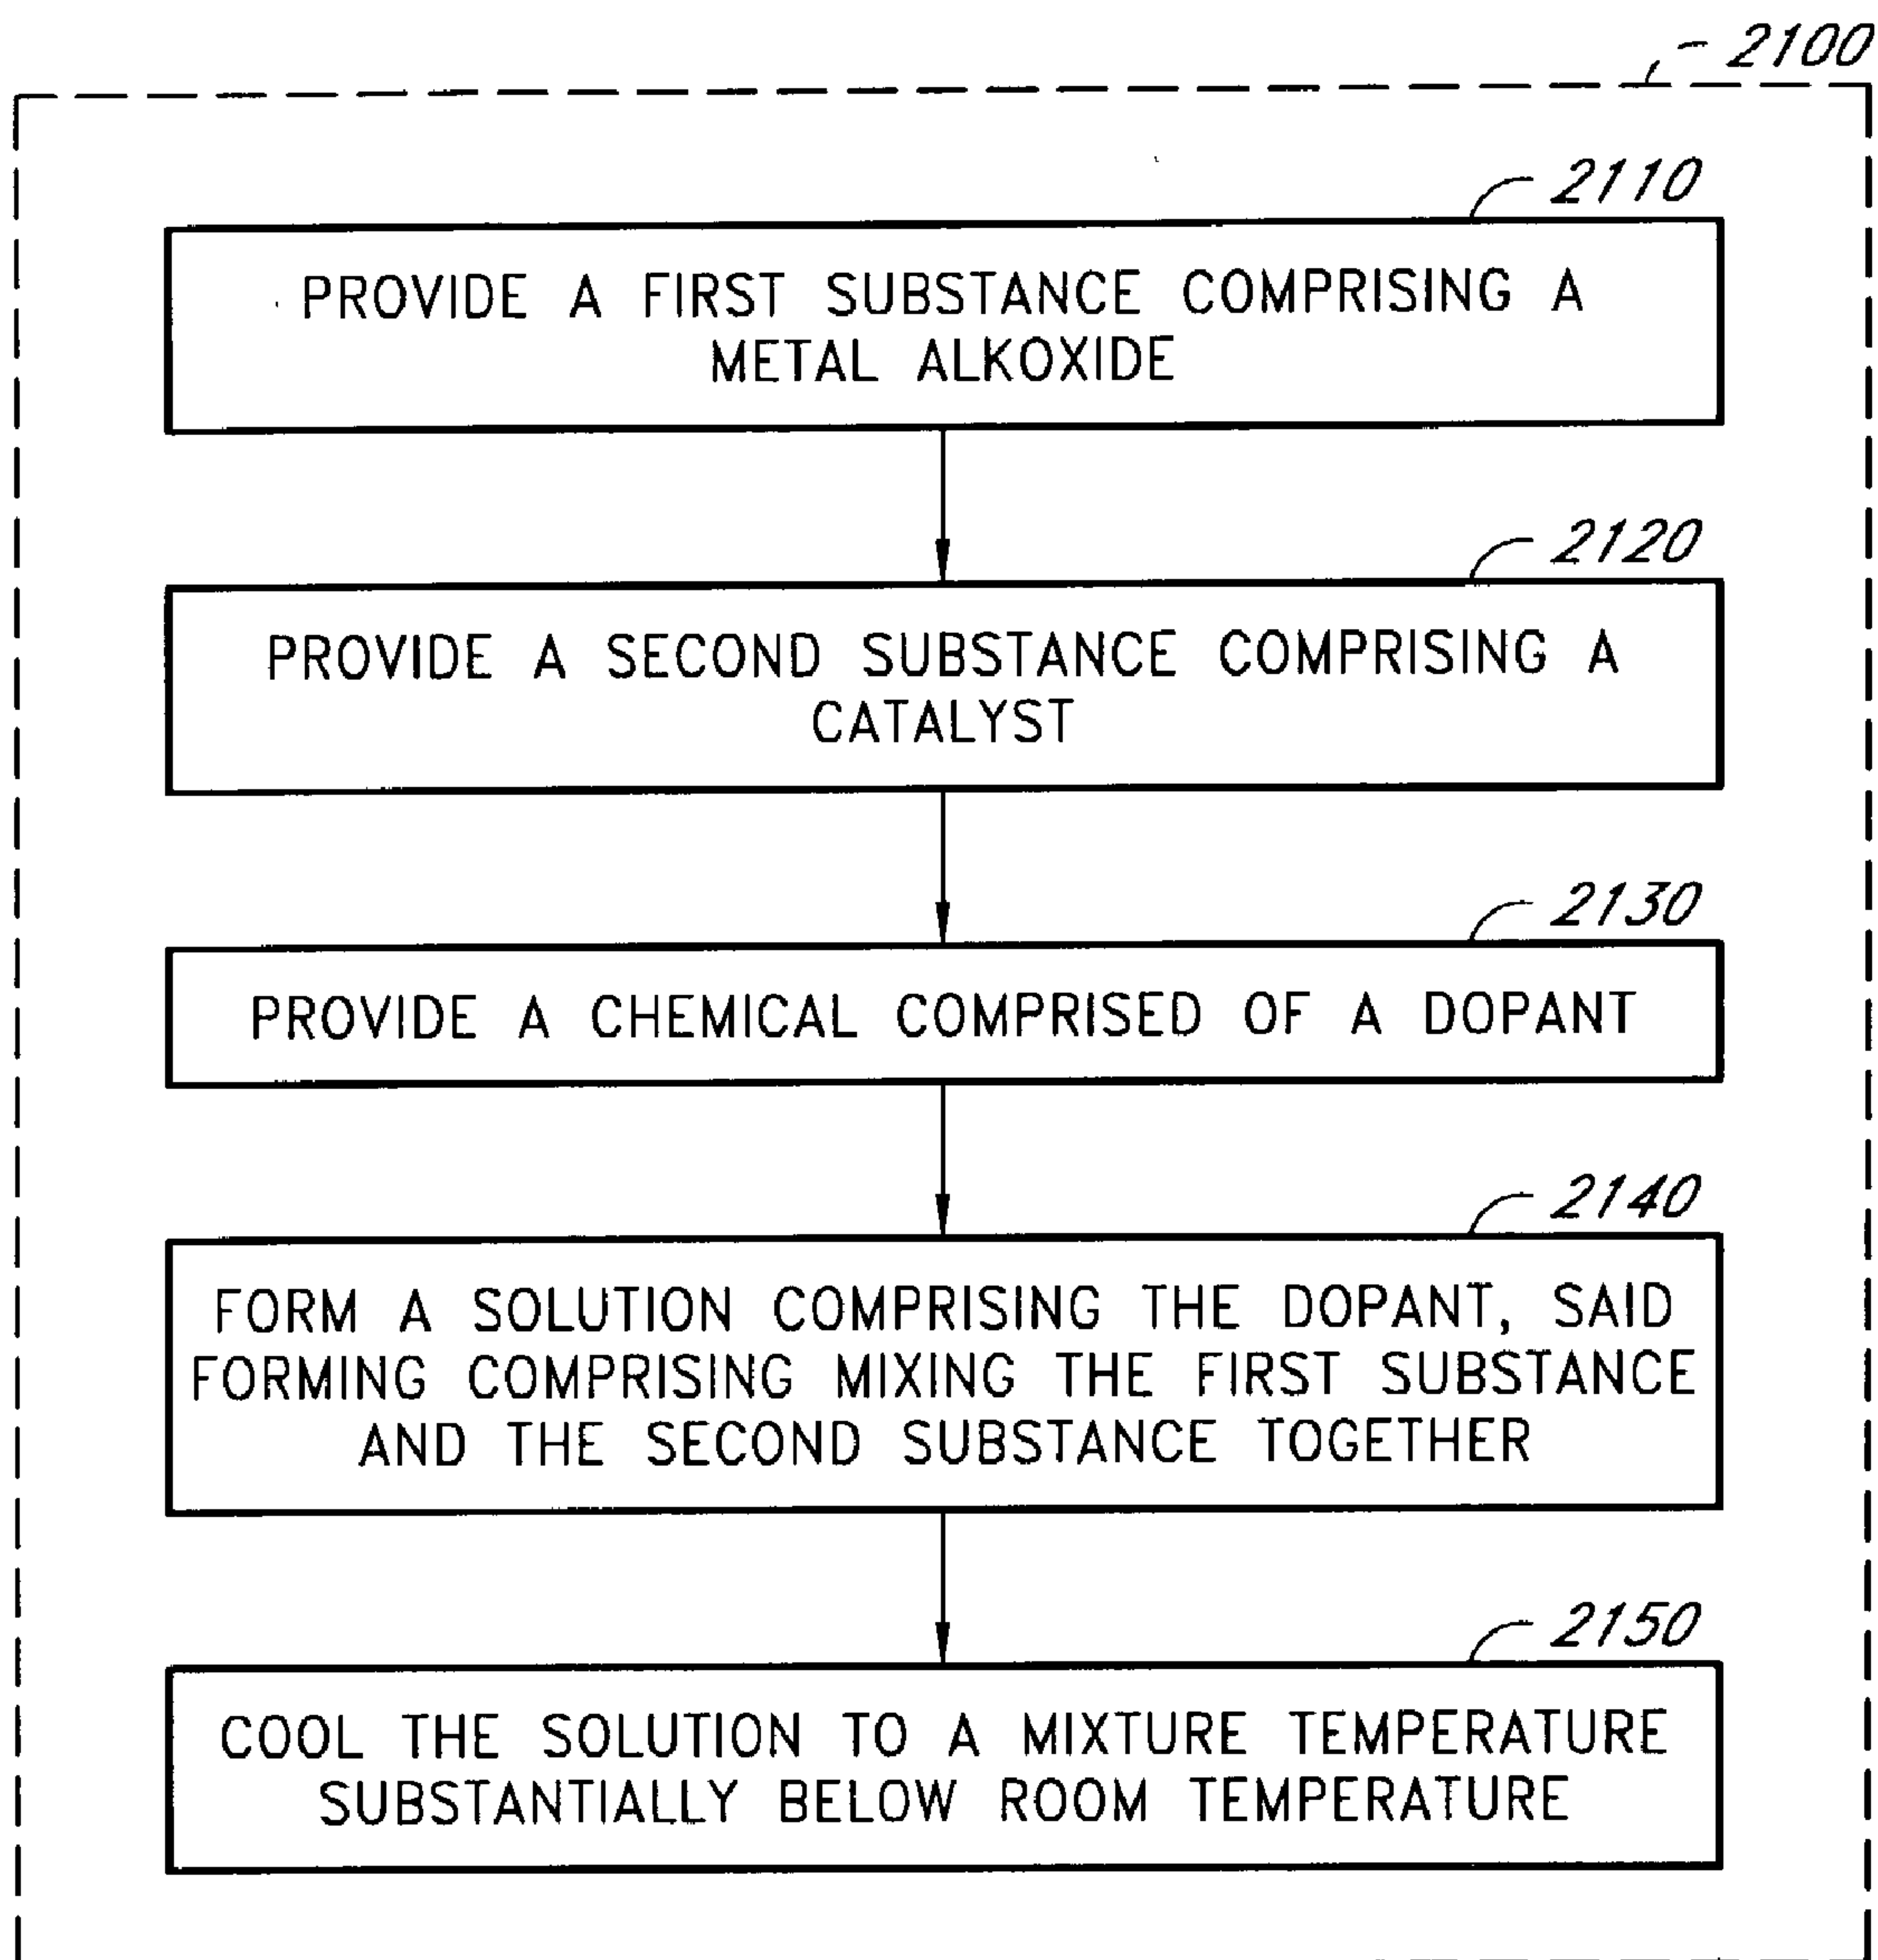 2100
2110
PROVIDE A FIRST SUBSTANCE COMPRISING A
METAL ALKOXIDE
2120
PROVIDE A SECOND SUBSTANCE COMPRISING A
CATALYST
2130
PROVIDE A CHEMICAL COMPRISED OF A DOPANT
2140
FORM A SOLUTION COMPRISING THE DOPANT, SAID
FORMING COMPRISING MIXING THE FIRST SUBSTANCE
AND THE SECOND SUBSTANCE TOGETHER
2150
COOL THE SOLUTION TO A MIXTURE TEMPERATURE
SUBSTANTIALLY BELOW ROOM TEMPERATURE